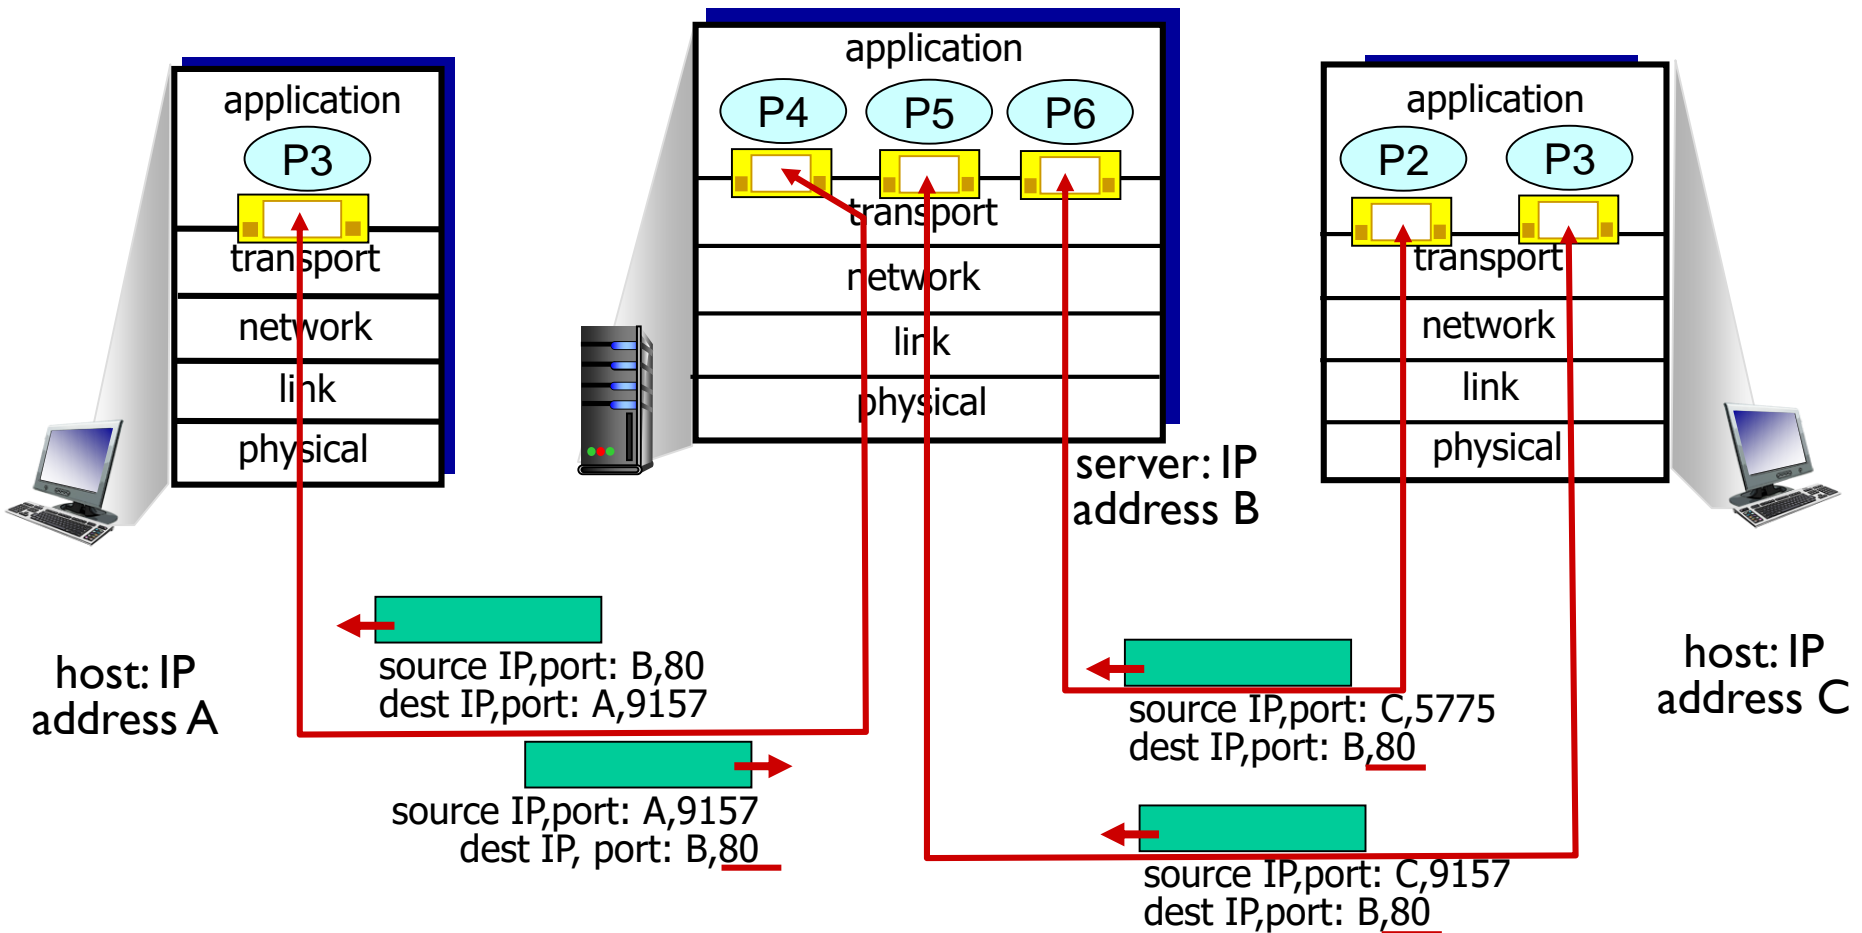 application
P3
transport
network
link
physical
host: IP
address A
application
P4 P5 P6
transport
network
link
physical
server: IP
address B
application
P2 P3
transport
network
link
physical
host: IP
address C
source IP,port: B,80
dest IP,port: A,9157
source IP,port: A,9157
dest IP, port: B,80
source IP,port: C,5775
dest IP,port: B,80
source IP,port: C,9157
dest IP,port: B,80